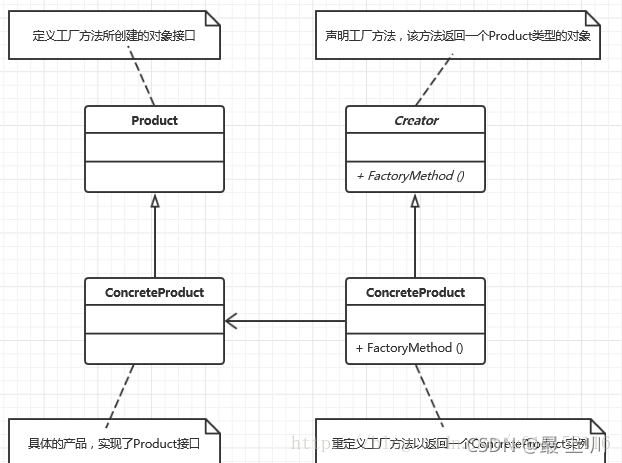 定义工厂方法所创建的对象接口
声明工厂方法，该方法返回一个Product类型的对象
Product
Creator
+ FactoryMethod ()
ConcreteProduct
ConcreteProduct
+ FactoryMethod ()
具体的产品，实现了Product接口
重定义工厂方法以返回一个ConcreteProduct实例
CSDN